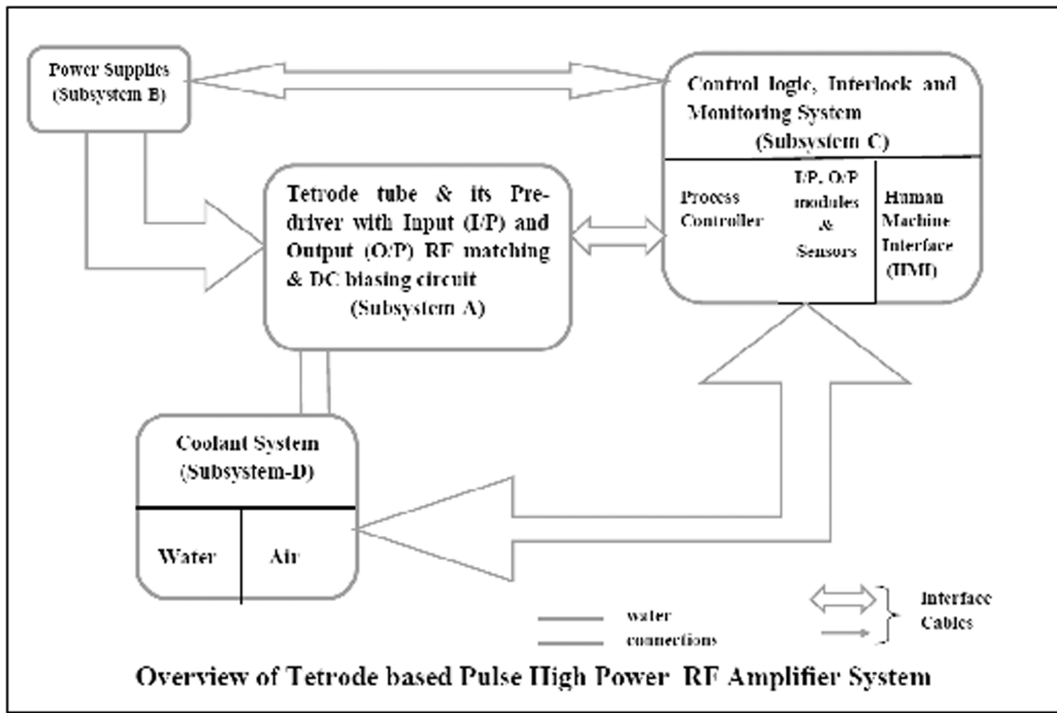 Power Supplies
(Subsystem B)
Control logic, Interlock and
Monitoring System
(Subsystem C)
Process
Controller
I/P, O/P
modules
&
Sensors
Human
Machine
Interface
(HMI)
Tetrode tube & its Pre-
driver with Input (I/P) and
Output (O/P) RF matching
& DC biasing circuit
(Subsystem A)
Coolant System
(Subsystem-D)
Water
Air
water
connections
Interface
Cables
Overview of Tetrode based Pulse High Power RF Amplifier System